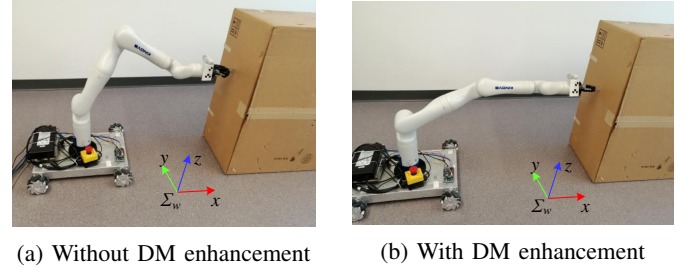 y
z
Σw
x
y
z
Σw
x
(a) Without DM enhancement
(b) With DM enhancement